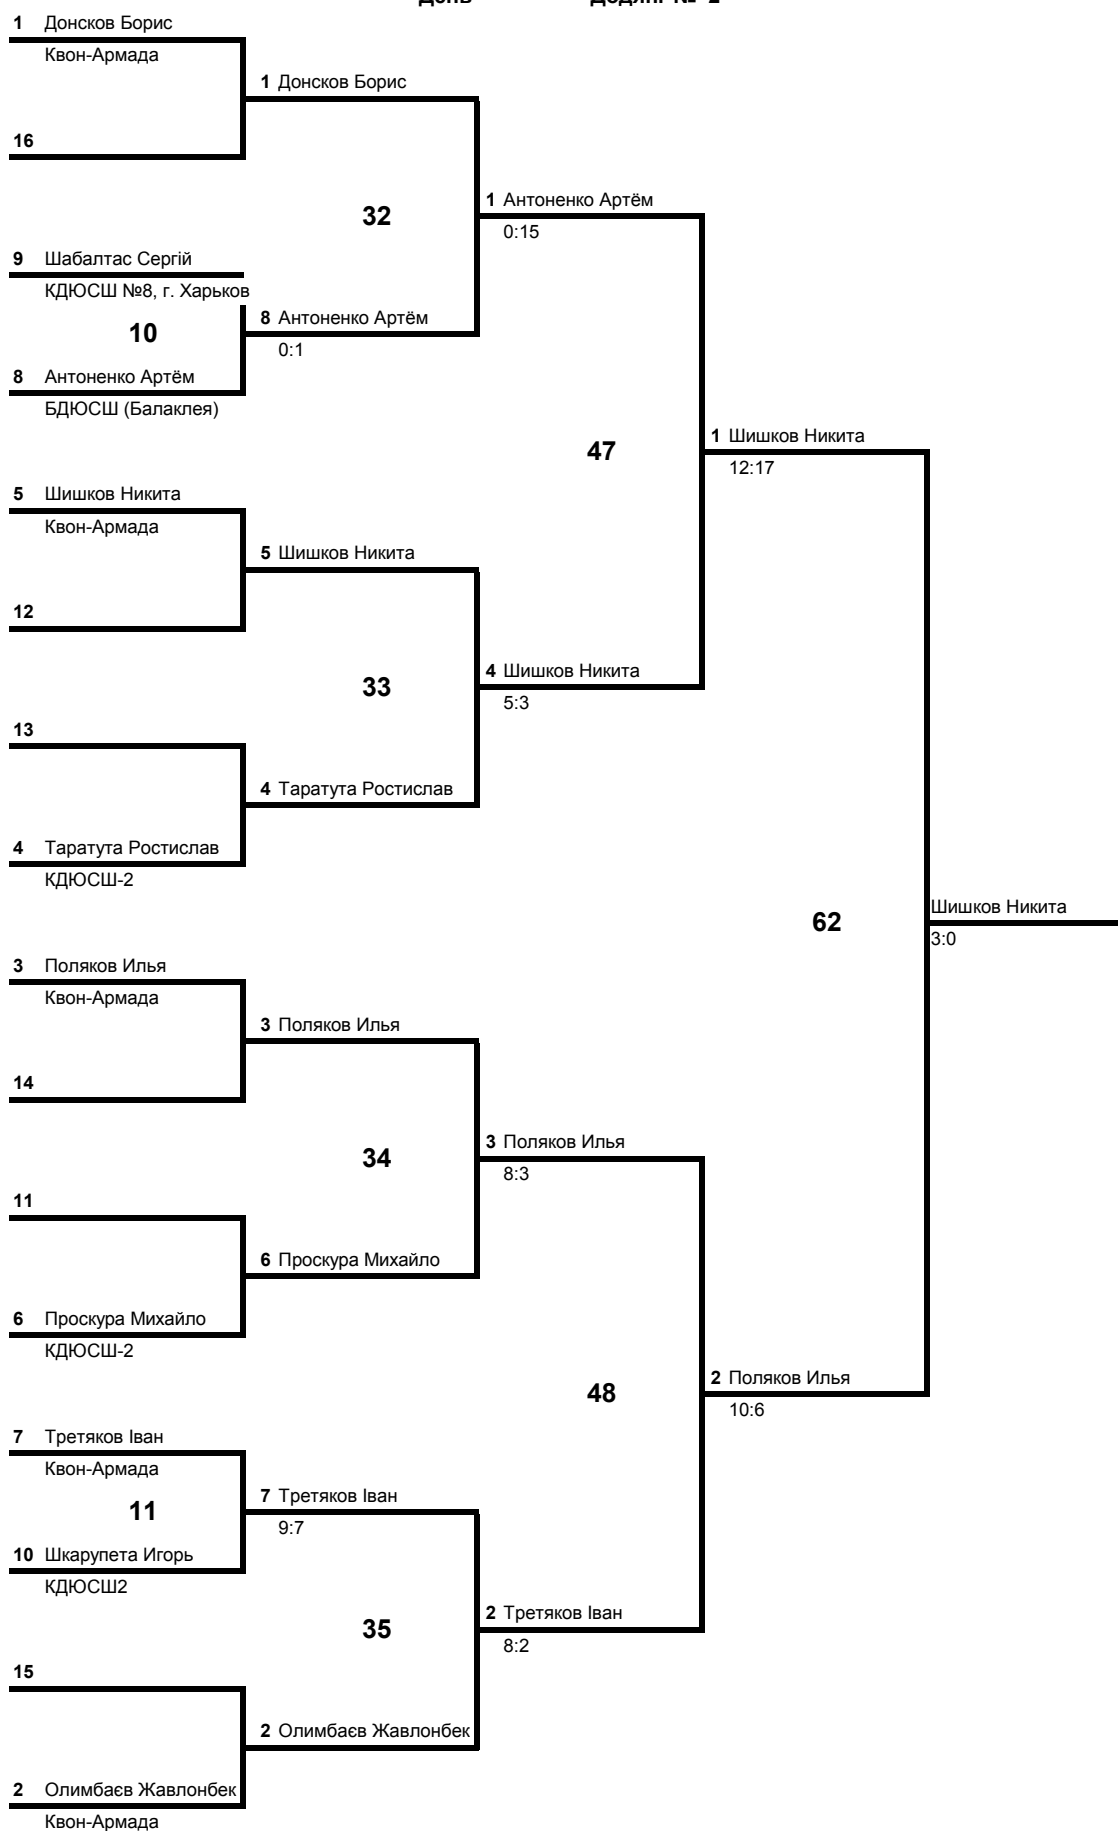 1 Донсков Борис
Квон-Армада
1 Донсков Борис
16
32
1 Антоненко Артём
0:15
9 Шабалтас Сергій
КДЮСШ №8, г. Харьков
10
8 Антоненко Артём
0:1
8 Антоненко Артём
БДЮСШ (Балаклея)
47
1 Шишков Никита
12:17
5 Шишков Никита
Квон-Армада
5 Шишков Никита
12
33
4 Шишков Никита
5:3
13
4 Таратута Ростислав
4 Таратута Ростислав
КДЮСШ-2
62
Шишков Никита
3:0
3 Поляков Илья
Квон-Армада
3 Поляков Илья
14
34
3 Поляков Илья
8:3
11
6 Проскура Михайло
6 Проскура Михайло
КДЮСШ-2
48
2 Поляков Илья
10:6
7 Третяков Іван
Квон-Армада
11
7 Третяков Іван
9:7
10 Шкарупета Игорь
КДЮСШ2
35
2 Третяков Іван
8:2
15
2 Олимбаєв Жавлонбек
2 Олимбаєв Жавлонбек
Квон-Армада